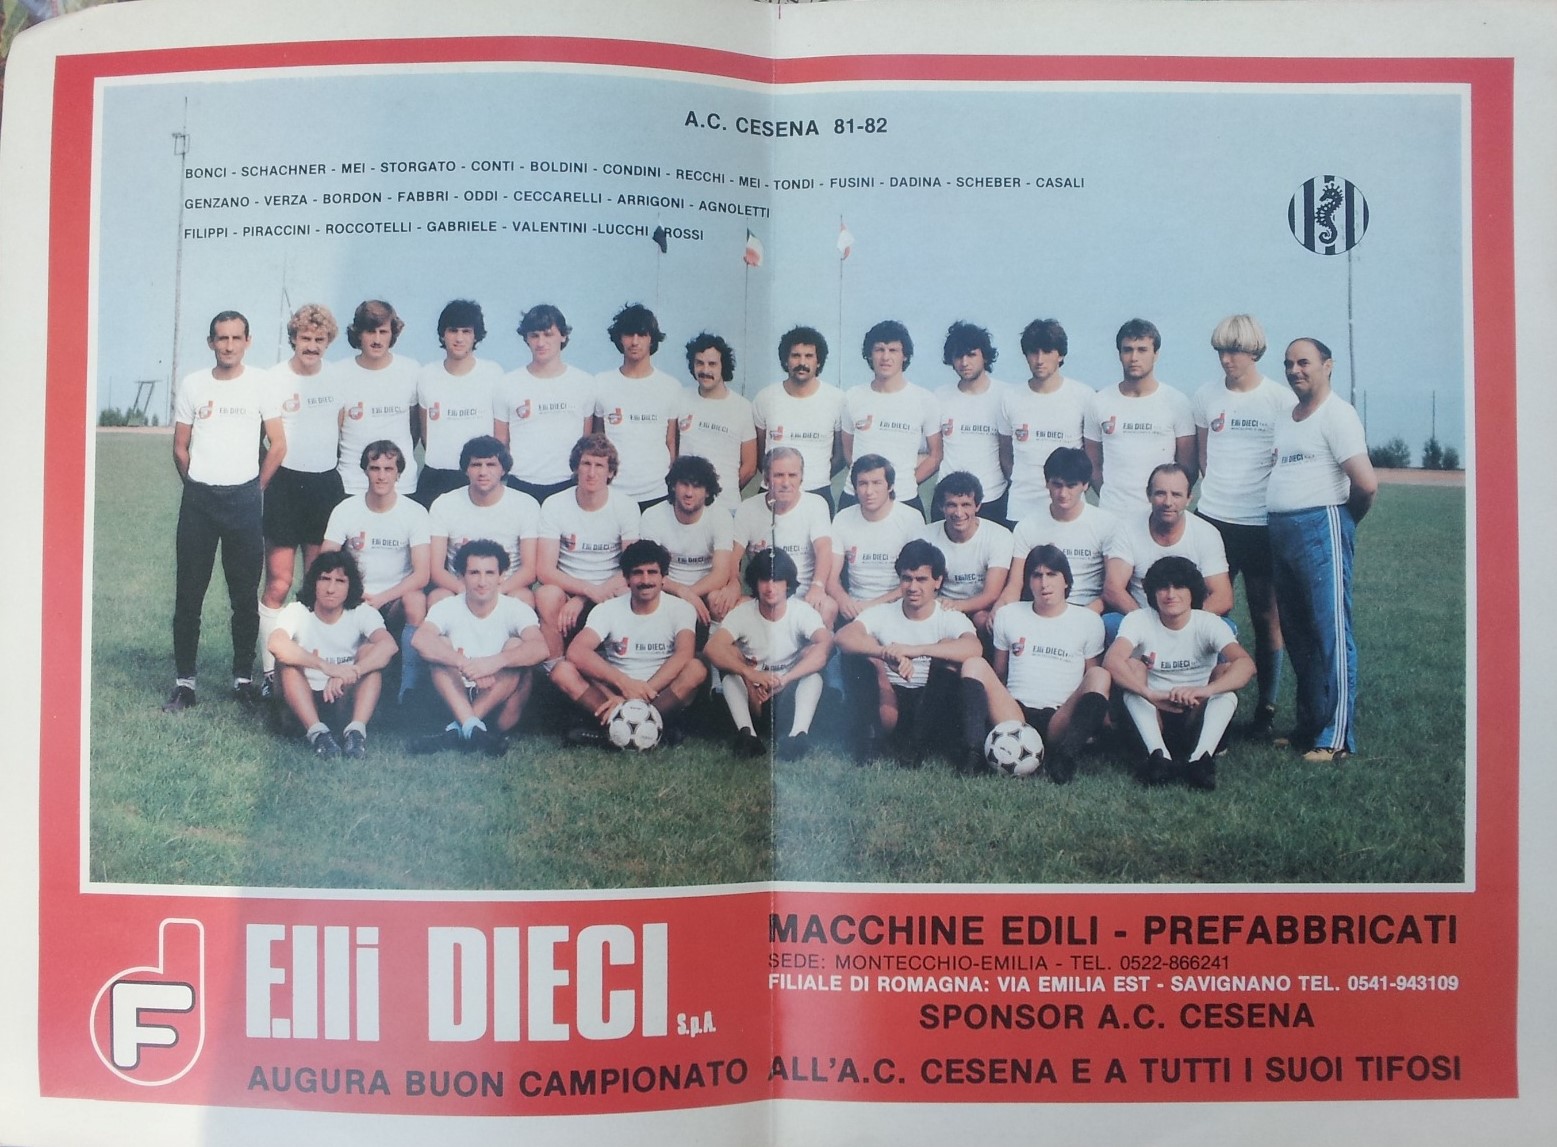 A.C. CESENA 81-82
BONCI - SCHACHNER - MEI - STORGATO - CONTI - BOLDINI - CONDINI - RECCHI - MEI - TONDI - FUSINI - DADINA - SCHEBER - CASALI
GENZANO - VERZA - BORDON - FABBRI - ODDI - CECCARELLI - ARRIGONI - AGNOLETTI
FILIPPI - PIRACCINI - ROCCOTELLI - GABRIELE - VALENTINI -LUCCHI - ROSSI
F.lli DIECI S.p.A.
MACCHINE EDILI - PREFABBRICATI
SEDE: MONTECCHIO-EMILIA - TEL. 0522-866241
FILIALE DI ROMAGNA: VIA EMILIA EST - SAVIGNANO TEL. 0541-943109
SPONSOR A.C. CESENA
AUGURA BUON CAMPIONATO ALL'A.C. CESENA E A TUTTI I SUOI TIFOSI